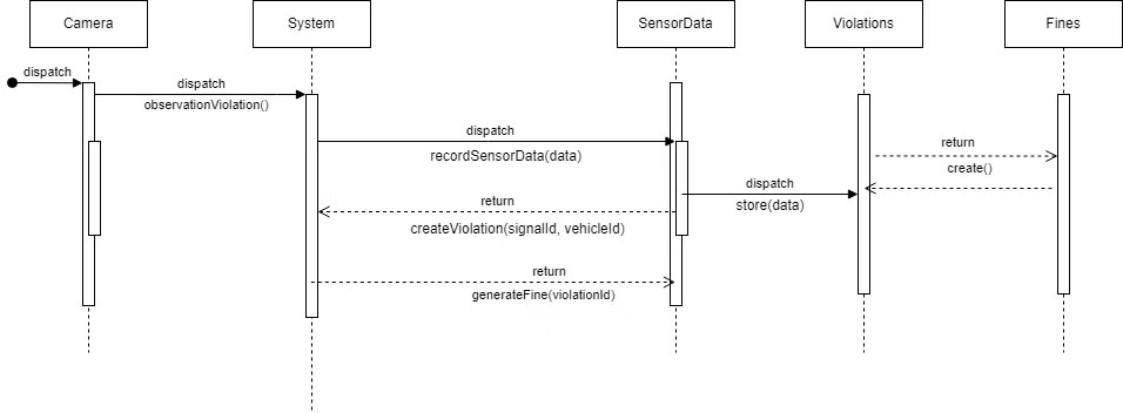 Camera
System
SensorData
Violations
Fines
dispatch
dispatch
observationViolation()
dispatch
recordSensorData(data)
return
create()
dispatch
store(data)
return
createViolation(signalId, vehicleId)
return
generateFine(violationId)